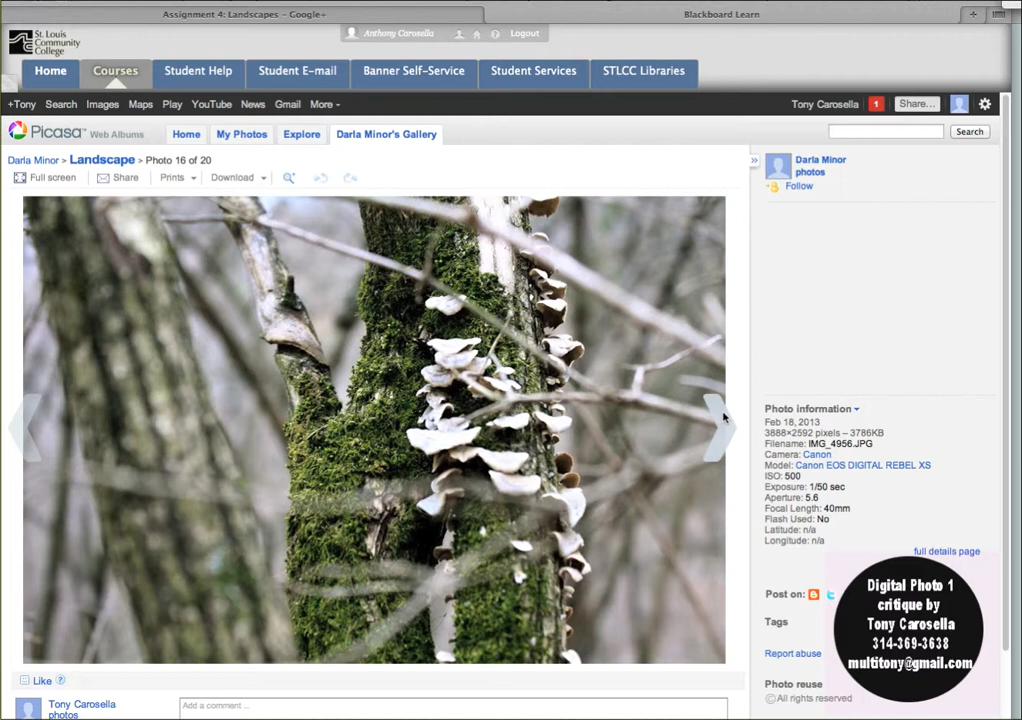 Assignment 4: Landscapes – Google+
Blackboard Learn
St. Louis
Community
College
Anthony Carosella
Logout
Home
Courses
Student Help
Student E-mail
Banner Self-Service
Student Services
STLCC Libraries
+Tony Search Images Maps Play YouTube News Gmail More
Tony Carosella 1 Share...
Picasa™ Web Albums
Home
My Photos
Explore
Darla Minor's Gallery
Search
Darla Minor > Landscape > Photo 16 of 20
Full screen
Share
Prints
Download
Darla Minor
photos
Follow
Photo information
Feb 18, 2013
3888×2592 pixels – 3786KB
Filename: IMG_4956.JPG
Camera: Canon
Model: Canon EOS DIGITAL REBEL XS
ISO: 500
Exposure: 1/50 sec
Aperture: 5.6
Focal Length: 40mm
Flash Used: No
Latitude: n/a
Longitude: n/a
full details page
Post on:
Tags
Report abuse
Photo reuse
©All rights reserved
Digital Photo 1
critique by
Tony Carosella
314-369-3638
multitony@gmail.com
Like
Tony Carosella
photos
Add a comment ...